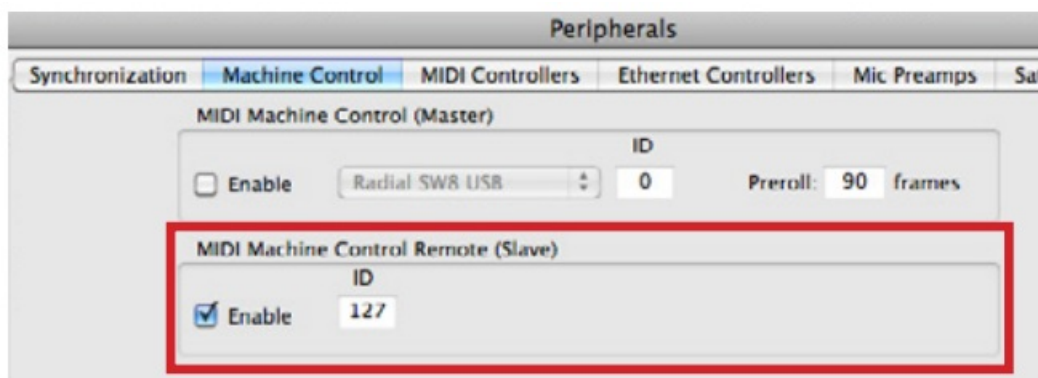 Peripherals
Synchronization Machine Control MIDI Controllers Ethernet Controllers Mic Preamps Sa
MIDI Machine Control (Master)
ID
Enable Radial SW8 USB 0 Preroll: 90 frames
MIDI Machine Control Remote (Slave)
ID
Enable 127